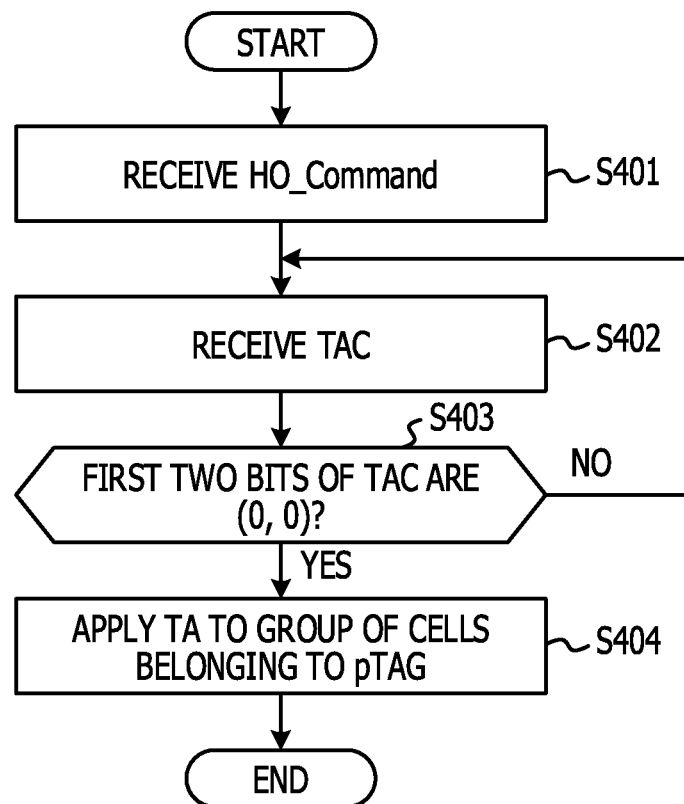 START
RECEIVE HO_Command
S401
RECEIVE TAC
S402
S403
FIRST TWO BITS OF TAC ARE
(0, 0)?
NO
YES
APPLY TA TO GROUP OF CELLS
BELONGING TO pTAG
S404
END